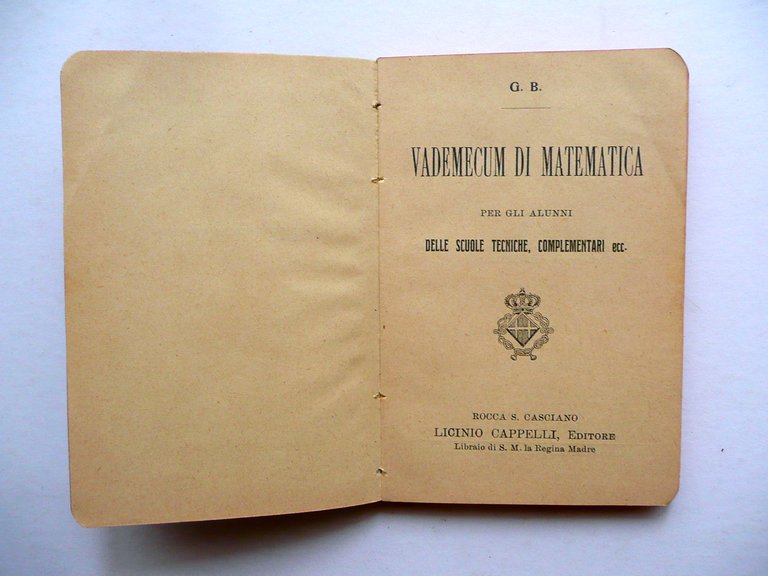 G. B.
VADEMECUM DI MATEMATICA
PER GLI ALUNNI
DELLE SCUOLE TECNICHE, COMPLEMENTARI ecc.
ROCCA S. CASCIANO
LICINIO CAPPELLI, EDITORE
Libraio di S. M. la Regina Madre